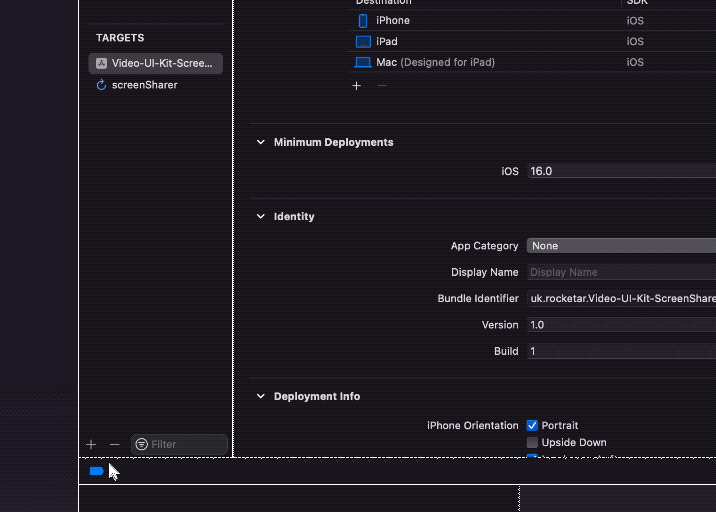 Destination SDK
iPhone iOS
iPad iOS
Mac (Designed for iPad) iOS
TARGETS
Video-UI-Kit-Scree...
screenSharer
Minimum Deployments
iOS 16.0
Identity
App Category None
Display Name Display Name
Bundle Identifier uk.rocketar.Video-UI-Kit-ScreenShare
Version 1.0
Build 1
Deployment Info
iPhone Orientation Portrait
Upside Down
Filter